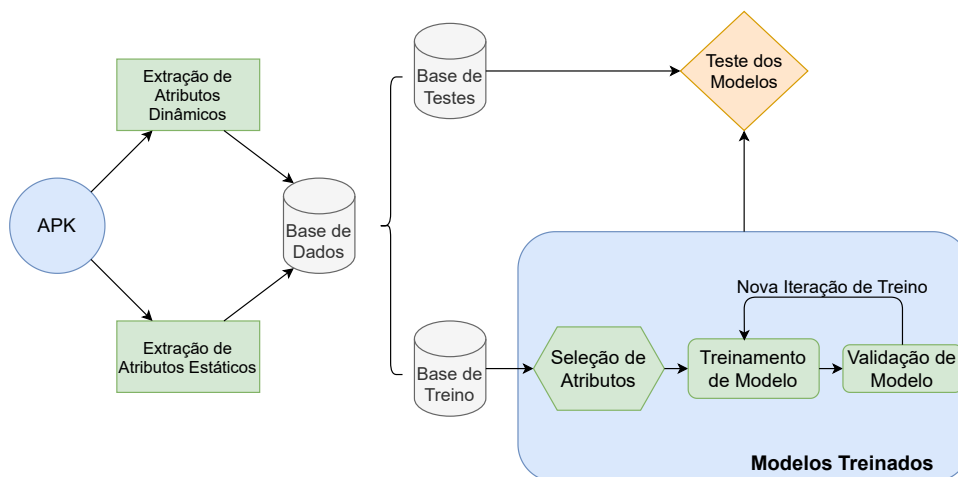 Extração de
Atributos
Dinâmicos
APK
Extração de
Atributos Estáticos
Base de
Dados
Base de
Testes
Teste dos
Modelos
Base de
Treino
Seleção de
Atributos
Nova Iteração de Treino
Treinamento
de Modelo
Validação de
Modelo
Modelos Treinados